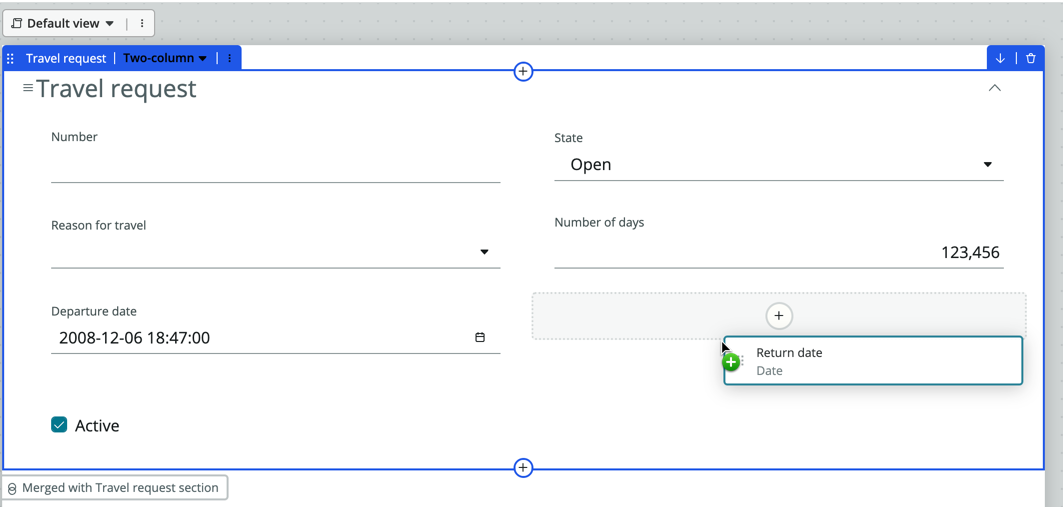 Default view
Travel request | Two-column
Travel request
Number
State
Open
Reason for travel
Number of days
123,456
Departure date
2008-12-06 18:47:00
Return date
Date
Active
Merged with Travel request section